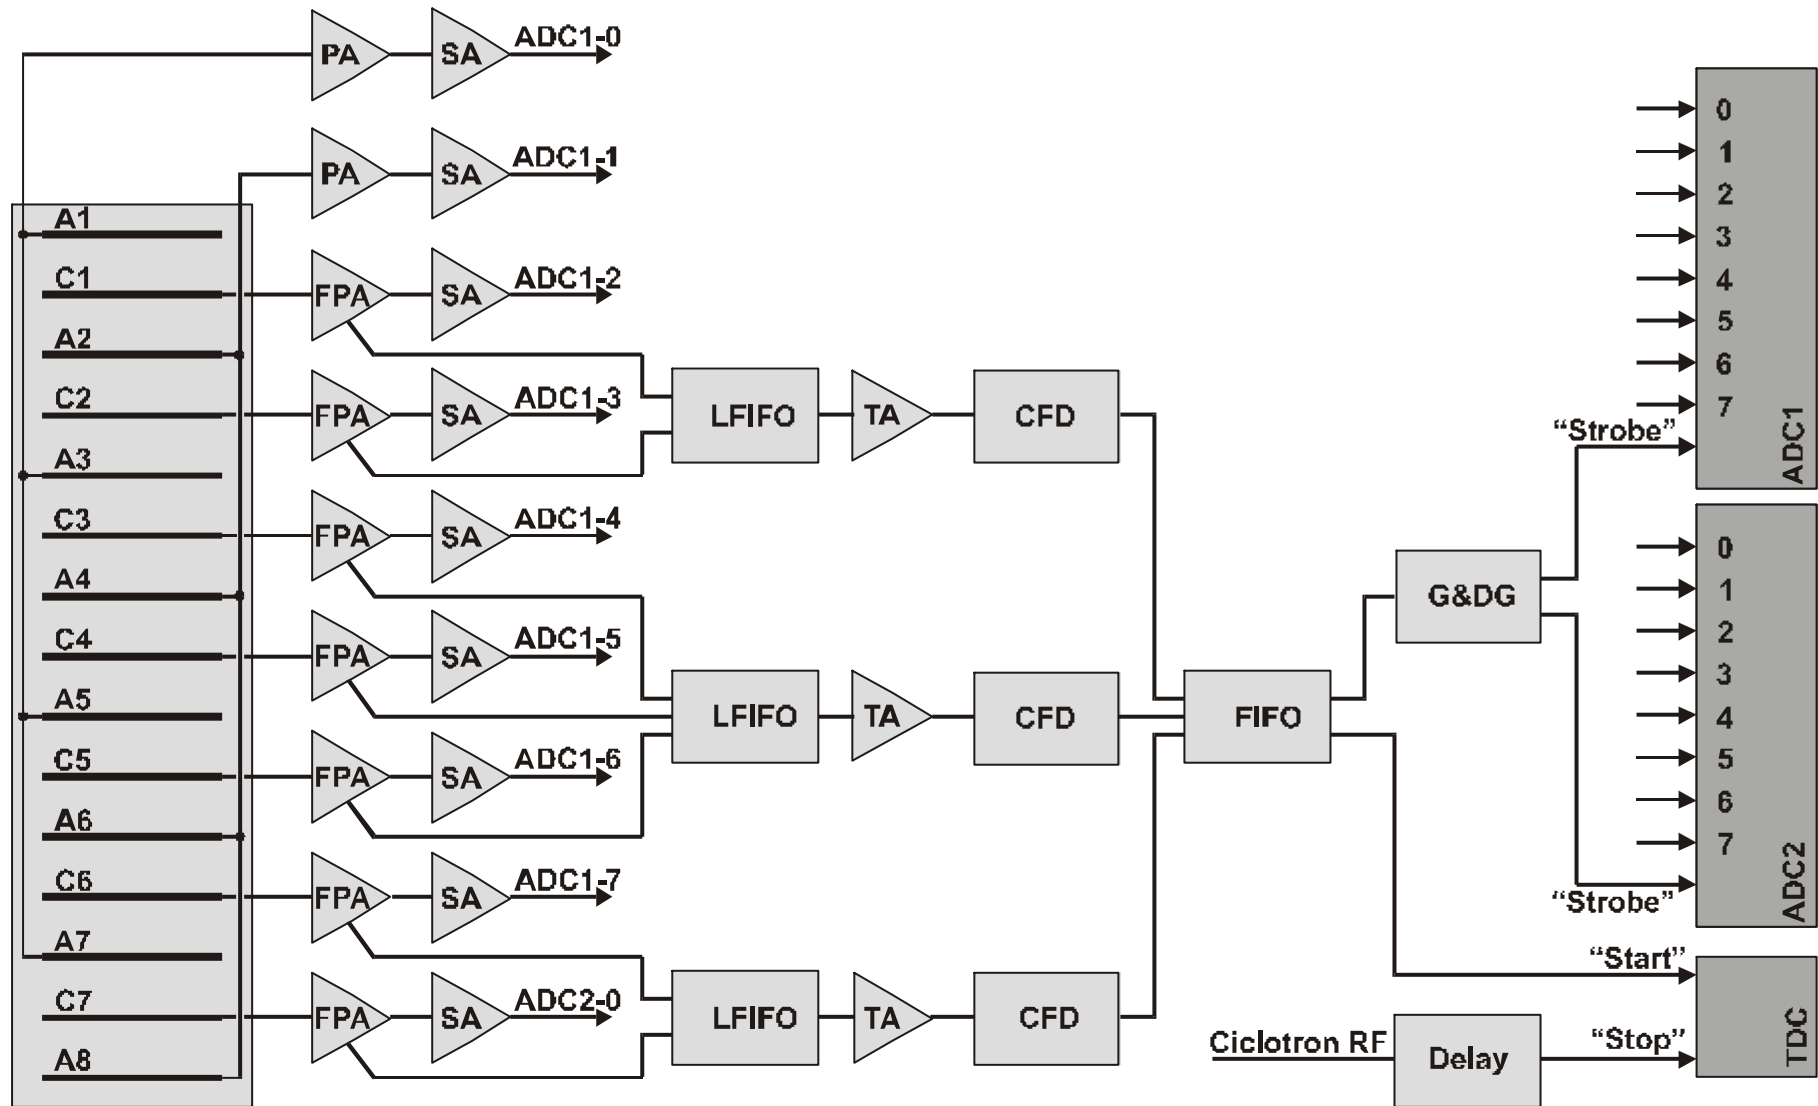 PA
SA
ADC1-0
PA
SA
ADC1-1
A1
C1
FPA
SA
ADC1-2
A2
C2
FPA
SA
ADC1-3
LFIFO
TA
CFD
A3
C3
FPA
SA
ADC1-4
A4
C4
FPA
SA
ADC1-5
A5
LFIFO
TA
CFD
FIFO
C5
FPA
SA
ADC1-6
A6
C6
FPA
SA
ADC1-7
A7
C7
FPA
SA
ADC2-0
LFIFO
TA
CFD
A8
G&DG
0
1
2
3
4
5
6
7
“Strobe”
ADC1
0
1
2
3
4
5
6
7
“Strobe”
ADC2
“Start”
Ciclotron RF
Delay
“Stop”
TDC